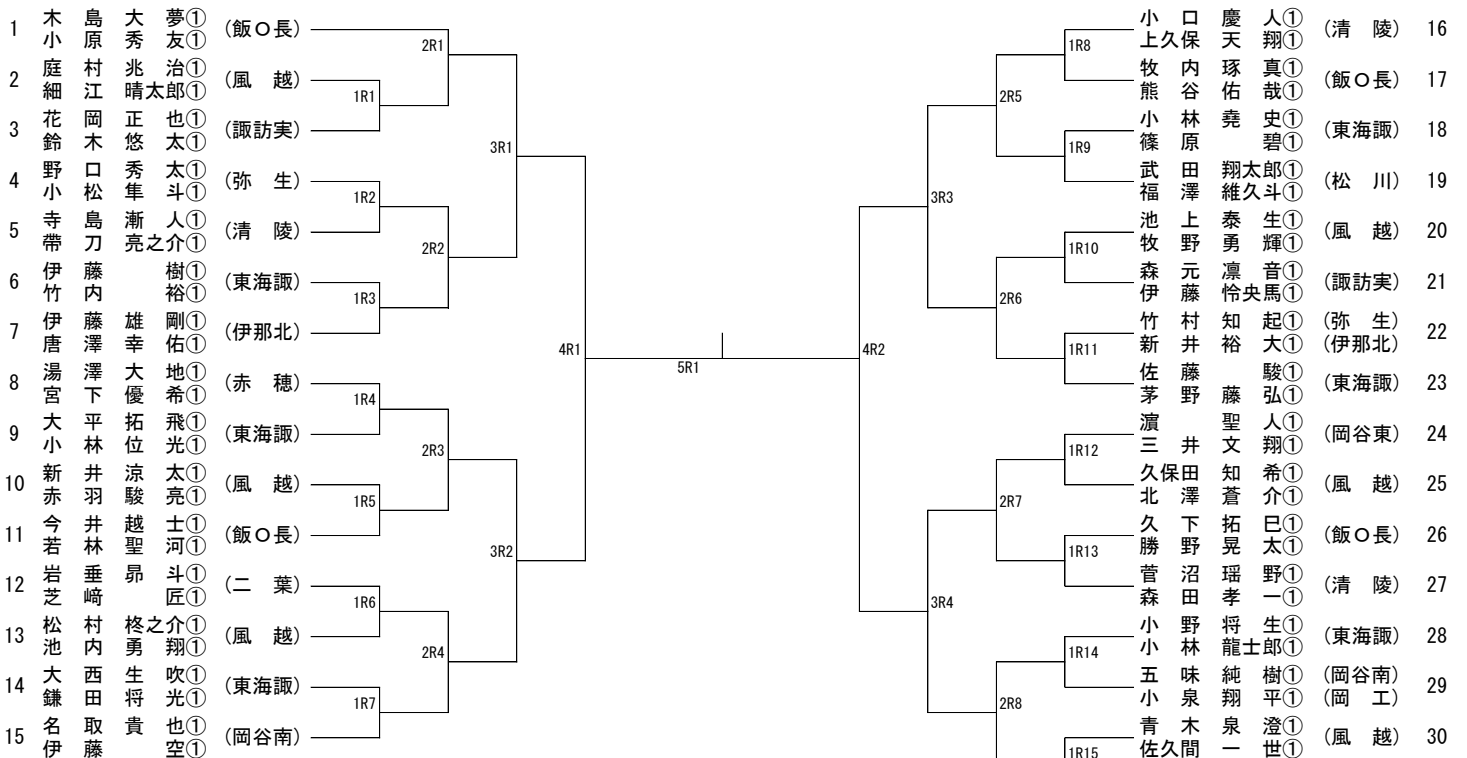 1 木島大夢① (飯O長)
小原秀友①
2 庭村兆治① (風越)
細江晴太郎①
3 花岡正也① (諏訪実)
鈴木悠太①
4 野口秀太① (弥生)
小松隼斗①
5 寺島漸人① (清陵)
帶刀亮之介①
6 伊藤樹① (東海諏)
竹内裕①
7 伊藤雄剛① (伊那北)
唐澤幸佑①
8 湯澤大地① (赤穂)
宮下優希①
9 大平拓飛① (東海諏)
小林位光①
10 新井涼太① (風越)
赤羽駿亮①
11 今井越士① (飯O長)
若林聖河①
12 岩垂昴斗① (二葉)
芝﨑匠①
13 松村柊之介① (風越)
池内勇翔①
14 大西生吹① (東海諏)
鎌田将光①
15 名取貴也① (岡谷南)
伊藤空①
1R1
1R2
1R3
1R4
1R5
1R6
1R7
2R1
2R2
2R3
2R4
3R1
3R2
4R1
5R1
4R2
3R3
3R4
2R5
2R6
2R7
2R8
1R8
1R9
1R10
1R11
1R12
1R13
1R14
1R15
小口慶人① (清陵) 16
上久保天翔①
牧内琢真① (飯O長) 17
熊谷佑哉①
小林堯史① (東海諏) 18
篠原碧①
武田翔太郎① (松川) 19
福澤維久斗①
池上泰生① (風越) 20
牧野勇輝①
森元凛音① (諏訪実) 21
伊藤怜央馬①
竹村知起① (弥生) 22
新井裕大① (伊那北)
佐藤駿① (東海諏) 23
茅野藤弘①
濵聖人① (岡谷東) 24
三井文翔①
久保田知希① (風越) 25
北澤蒼介①
久下拓巳① (飯O長) 26
勝野晃太①
菅沼瑶野① (清陵) 27
森田孝一①
小野将生① (東海諏) 28
小林龍士郎①
五味純樹① (岡谷南) 29
小泉翔平① (岡工)
青木泉澄① (風越) 30
佐久間一世①